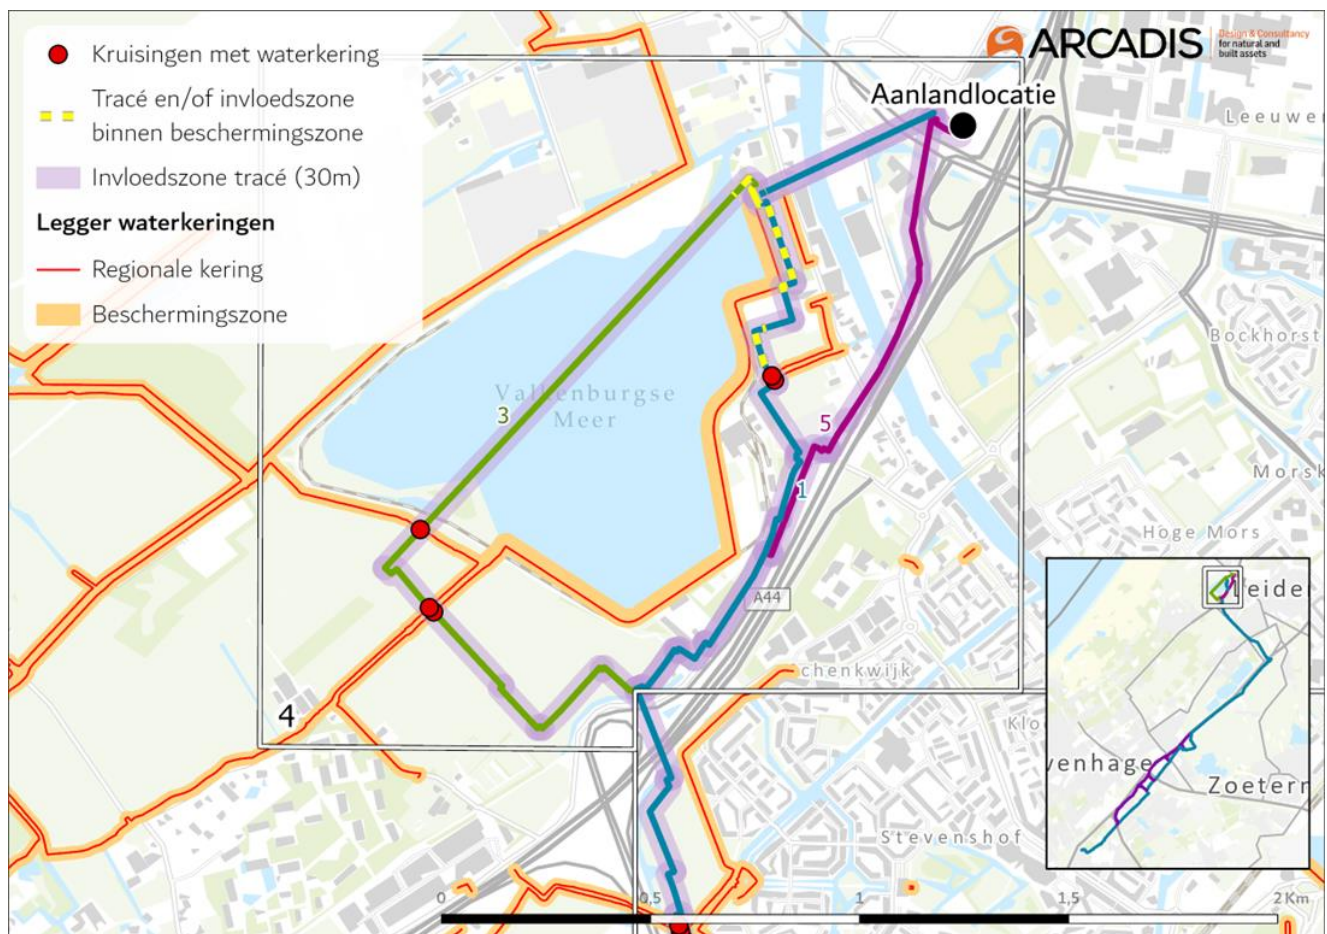 Kruisingen met waterkering
Tracé en/of invloedszone
binnen beschermingszone
Invloedszone tracé (30m)
Legger waterkeringen
Regionale kering
Beschermingszone
ARCADIS
Design & Consultancy
for natural and
built assets
Aanlandlocatie
Leeuwer
Bockhorst
Valkenburgse
Meer
3
5
1
Morsk
Hoge Mors
A44
chenkwijk
4
Klo
Stevenshof
Leider
venhage
Zoeterm
0
0,5
1
1,5
2 Km